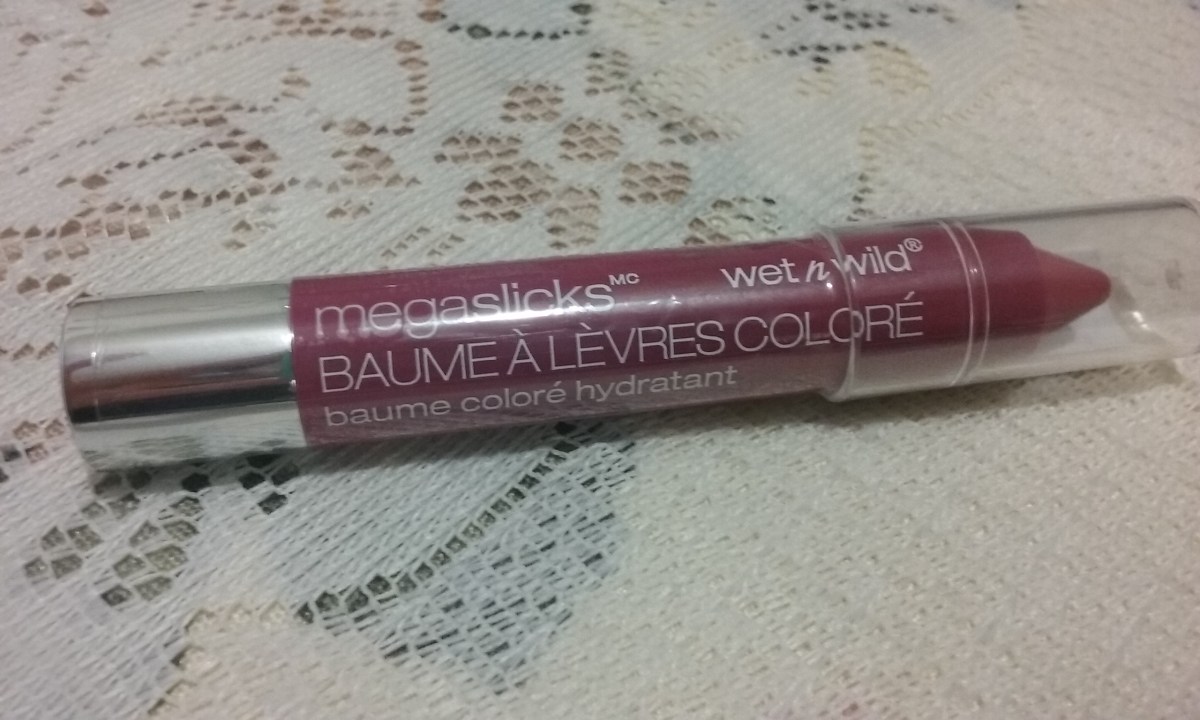 megaslicksMC wet n wild®
BAUME À LÈVRES COLORÉ
baume coloré hydratant